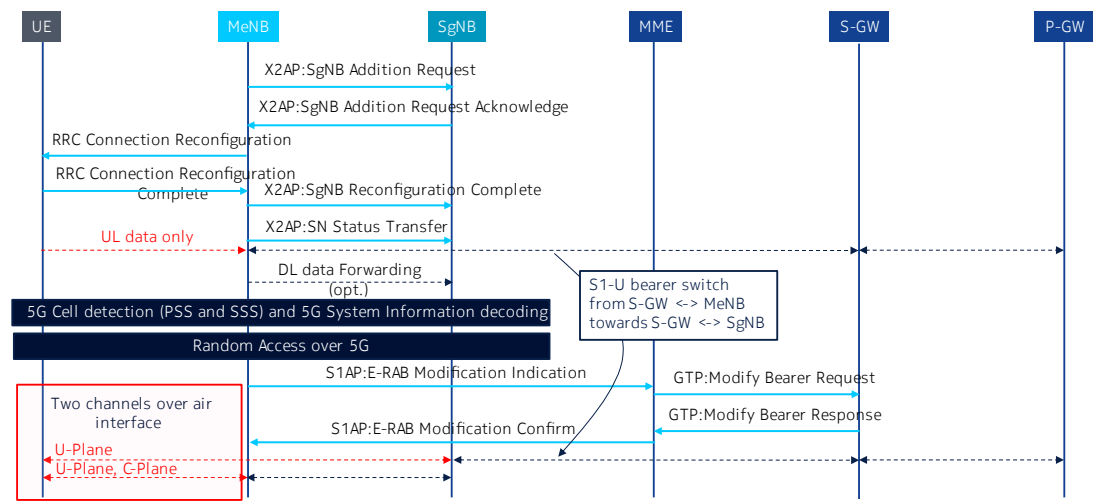 UE
MeNB
SgNB
MME
S-GW
P-GW
X2AP:SgNB Addition Request
X2AP:SgNB Addition Request Acknowledge
RRC Connection Reconfiguration
RRC Connection Reconfiguration
Complete
X2AP:SgNB Reconfiguration Complete
X2AP:SN Status Transfer
UL data only
DL data Forwarding
(opt.)
S1-U bearer switch
from S-GW <-> MeNB
towards S-GW <-> SgNB
5G Cell detection (PSS and SSS) and 5G System Information decoding
Random Access over 5G
S1AP:E-RAB Modification Indication
GTP:Modify Bearer Request
Two channels over air
interface
GTP:Modify Bearer Response
S1AP:E-RAB Modification Confirm
U-Plane
U-Plane, C-Plane